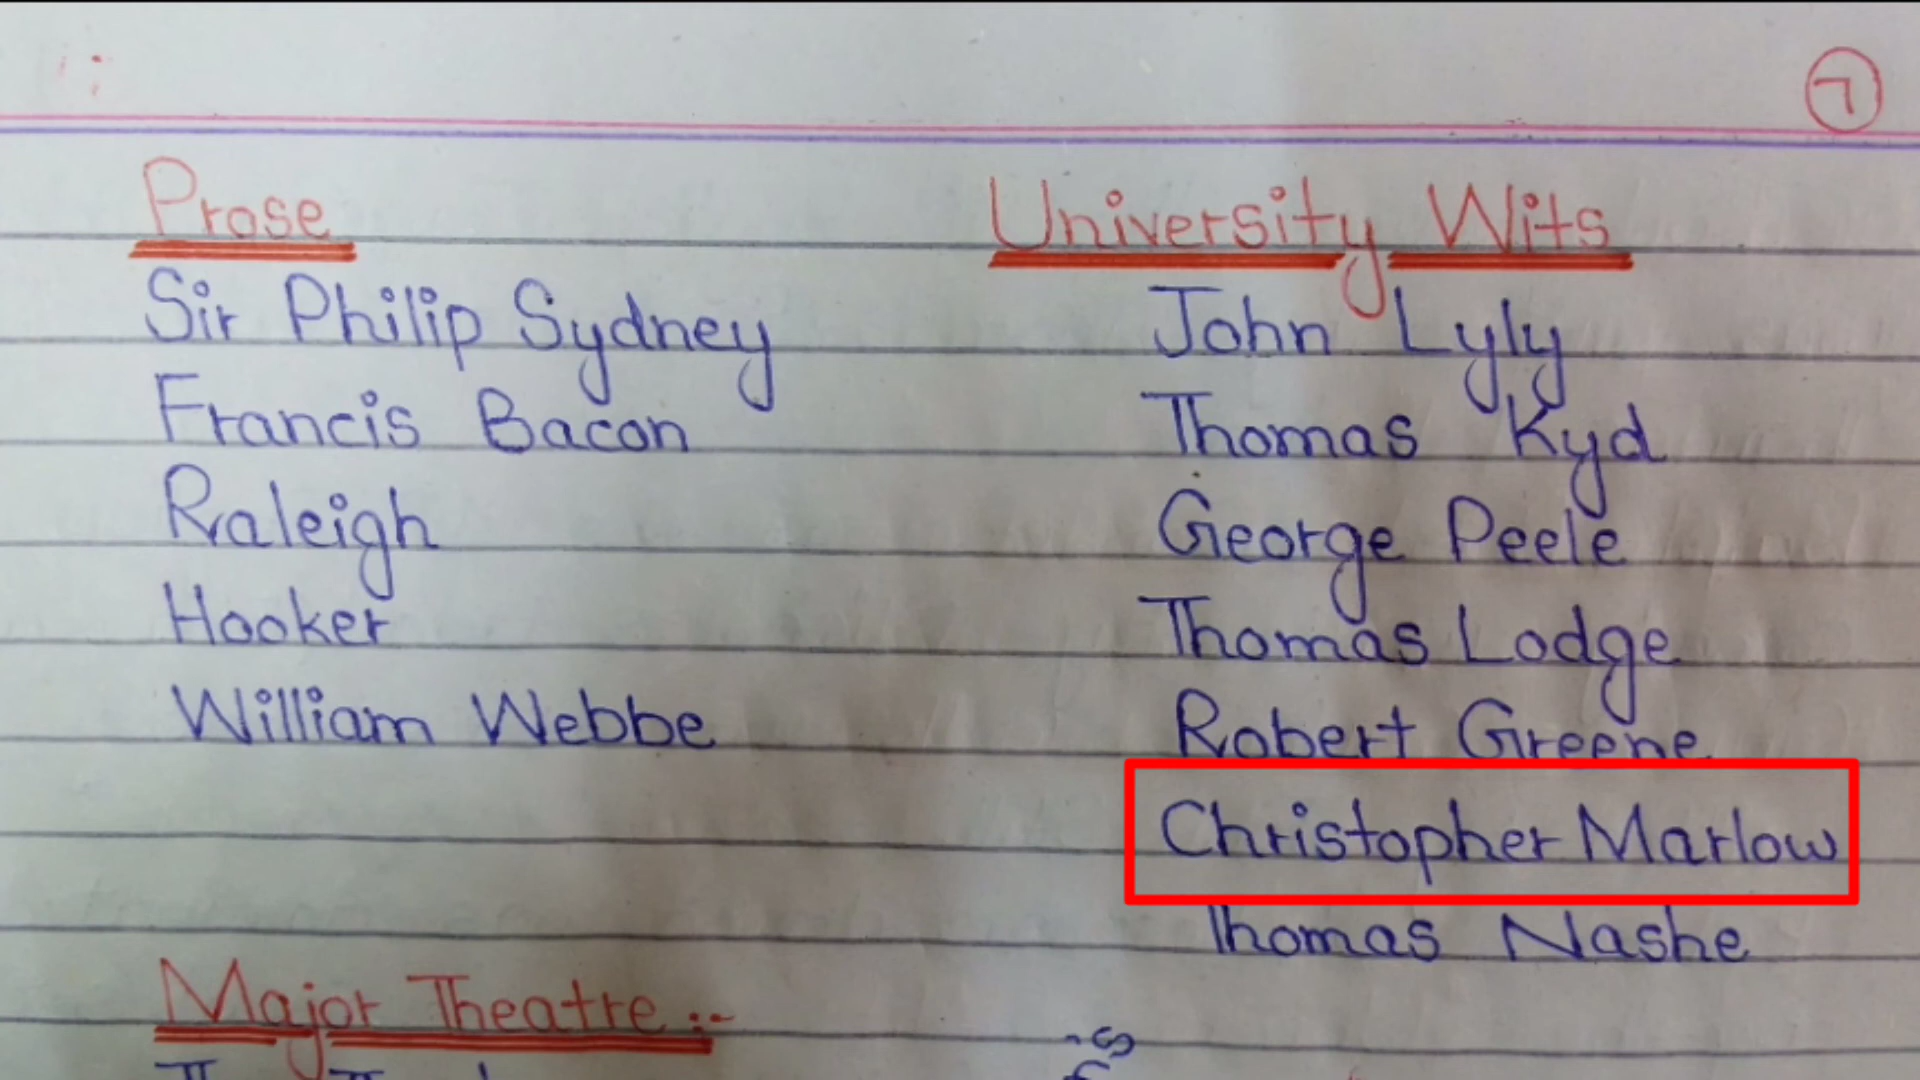 7
Prose
Sir Philip Sydney
Francis Bacon
Raleigh
Hooker
William Webbe
University Wits
John Lyly
Thomas Kyd
George Peele
Thomas Lodge
Robert Greene
Christopher Marlow
Thomas Nashe
Major Theatre :-